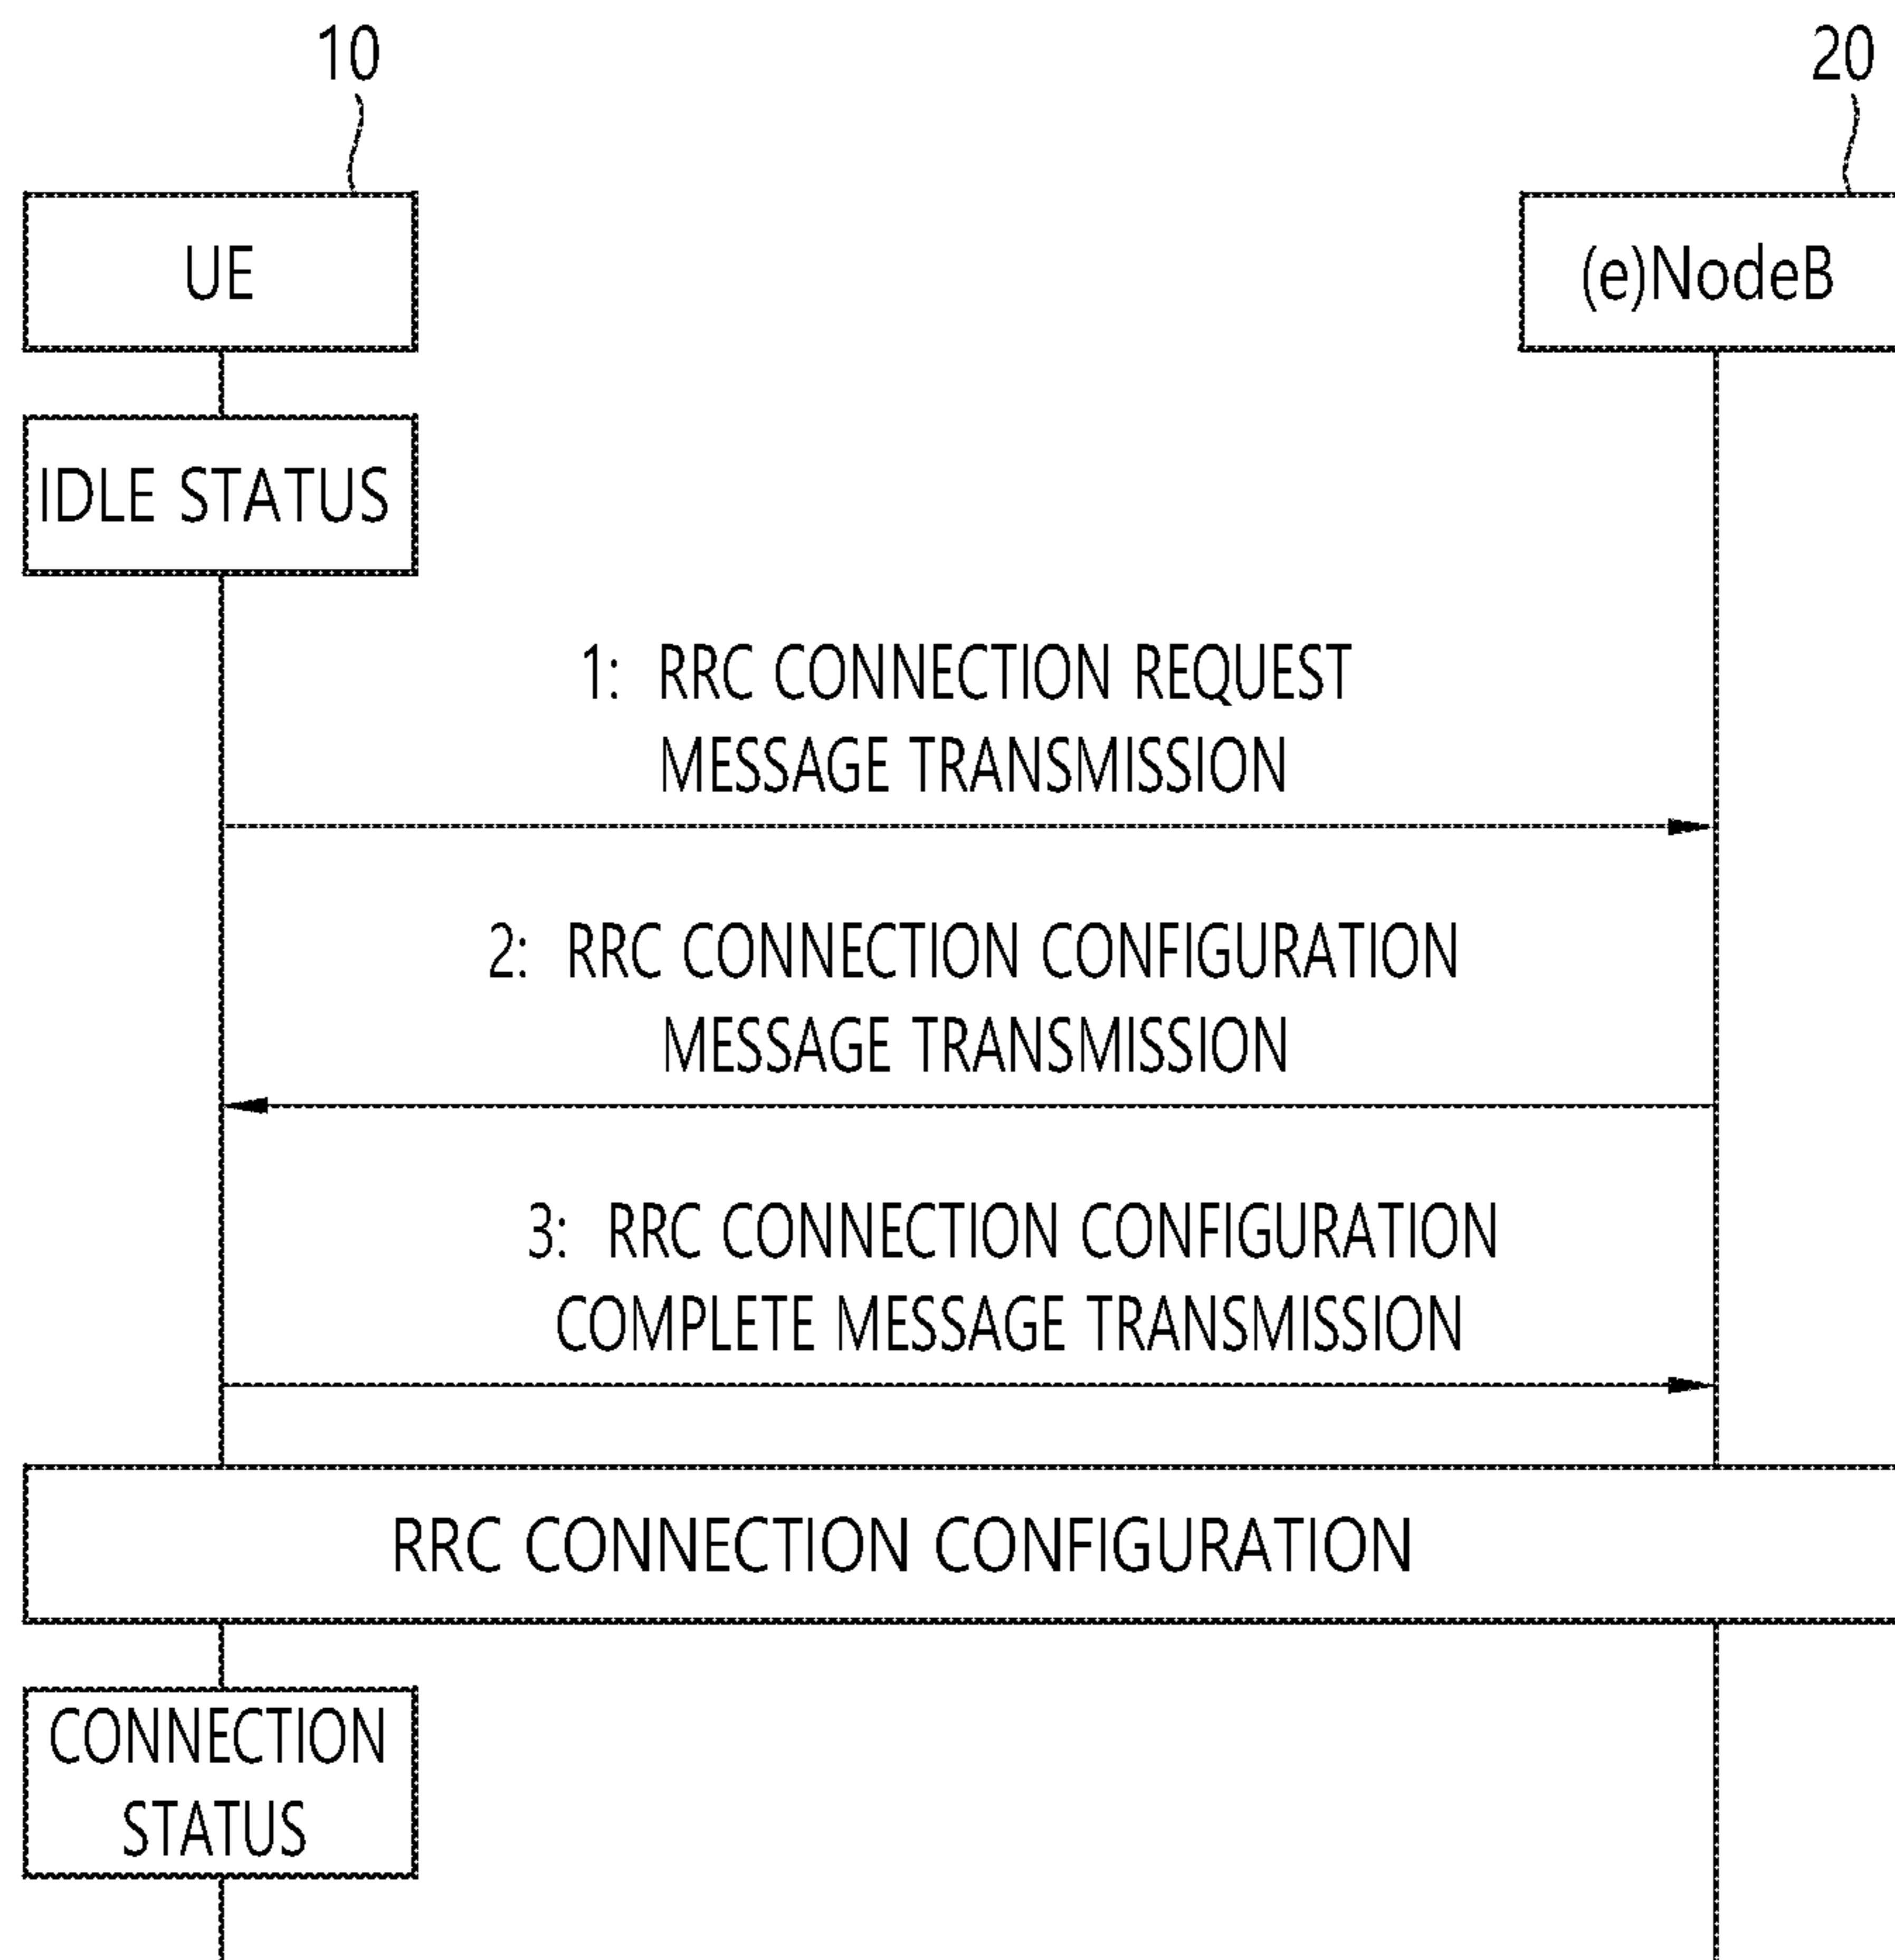 10
20
UE
(e)NodeB
IDLE STATUS
1: RRC CONNECTION REQUEST
MESSAGE TRANSMISSION
2: RRC CONNECTION CONFIGURATION
MESSAGE TRANSMISSION
3: RRC CONNECTION CONFIGURATION
COMPLETE MESSAGE TRANSMISSION
RRC CONNECTION CONFIGURATION
CONNECTION
STATUS